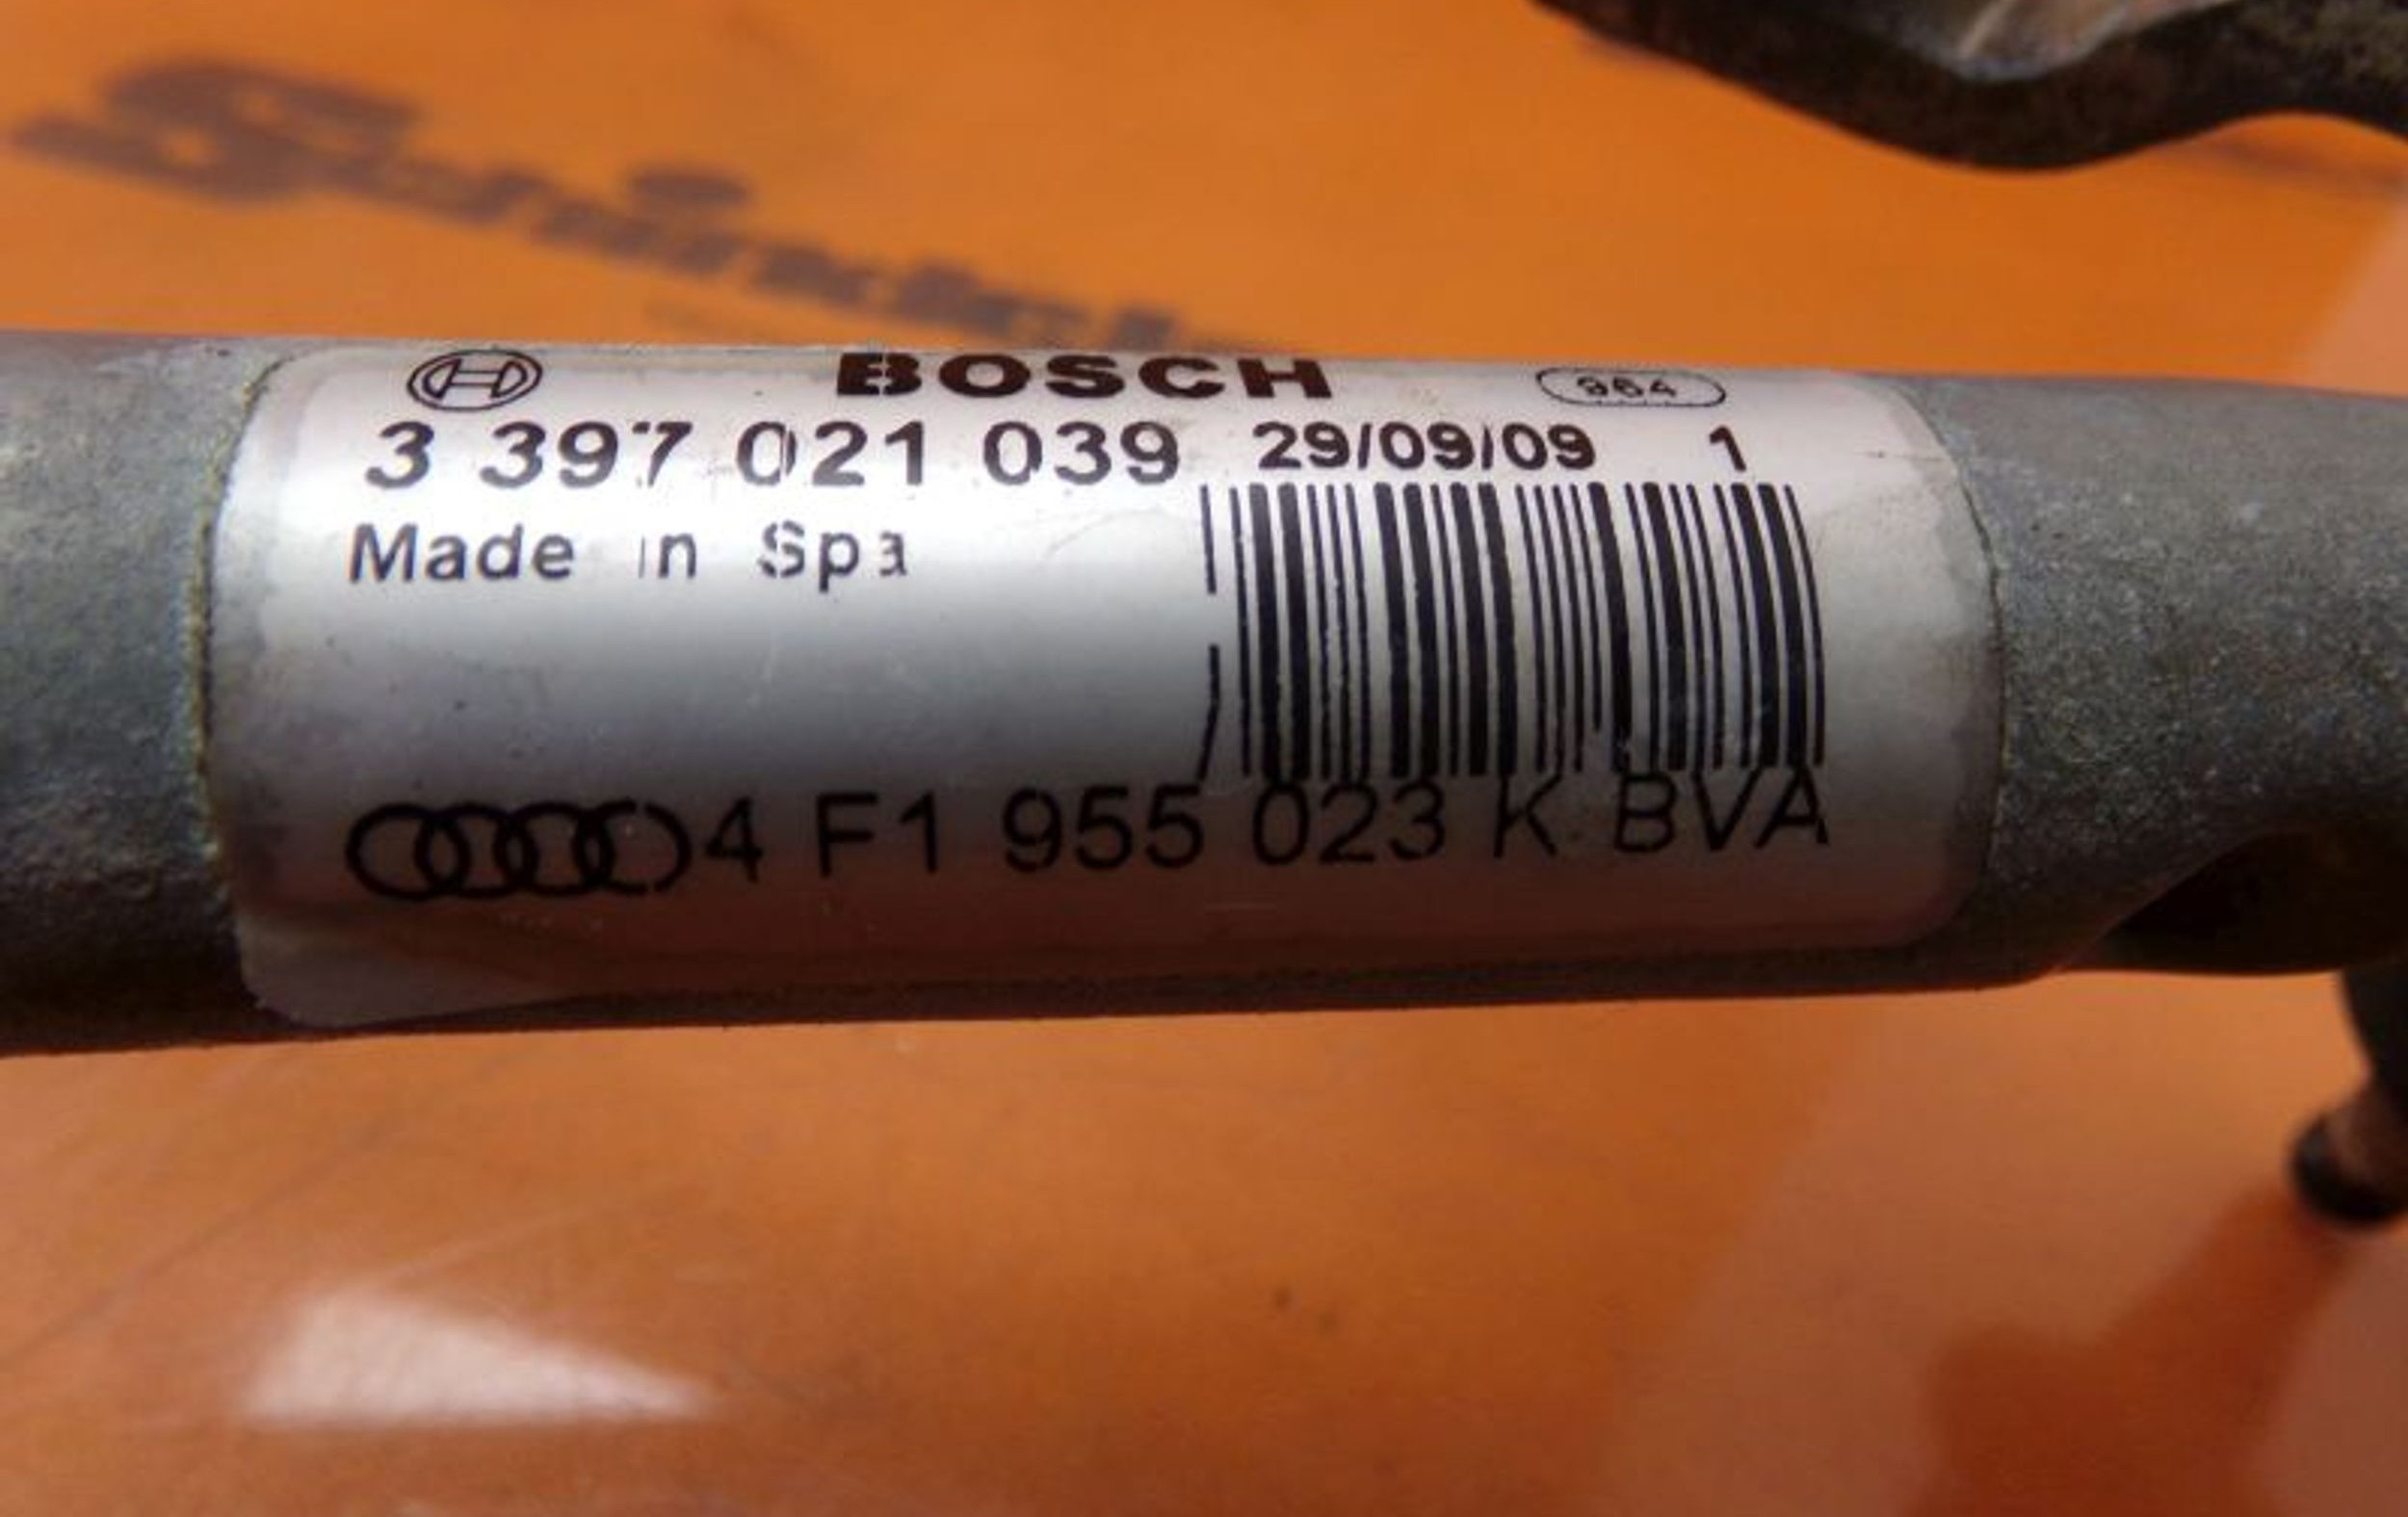 BOSCH 964
3 397 021 039 29/09/09 1
Made in Spa
4 F1 955 023 K BVA